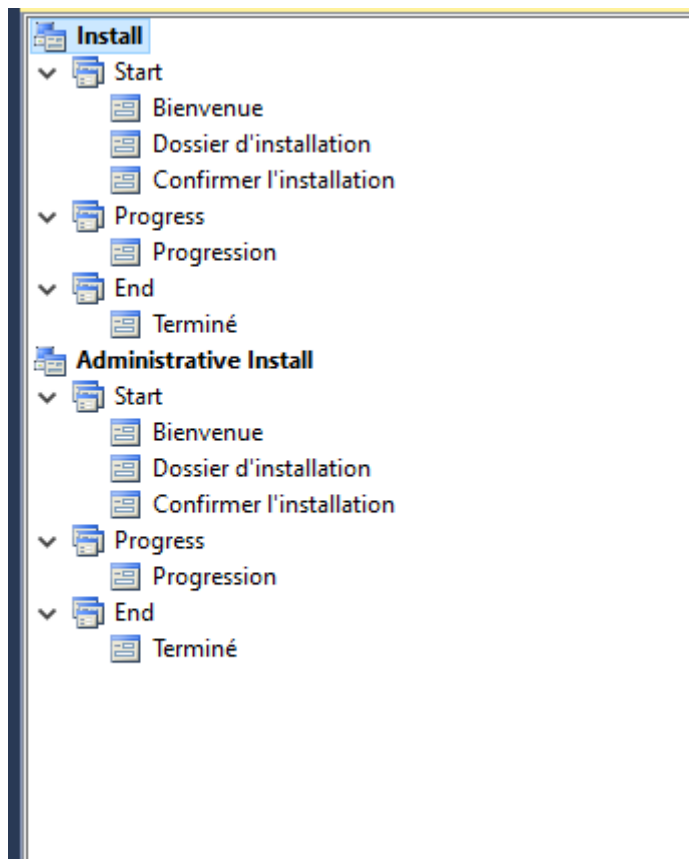 Install
Start
Bienvenue
Dossier d'installation
Confirmer l'installation
Progress
Progression
End
Terminé
Administrative Install
Start
Bienvenue
Dossier d'installation
Confirmer l'installation
Progress
Progression
End
Terminé